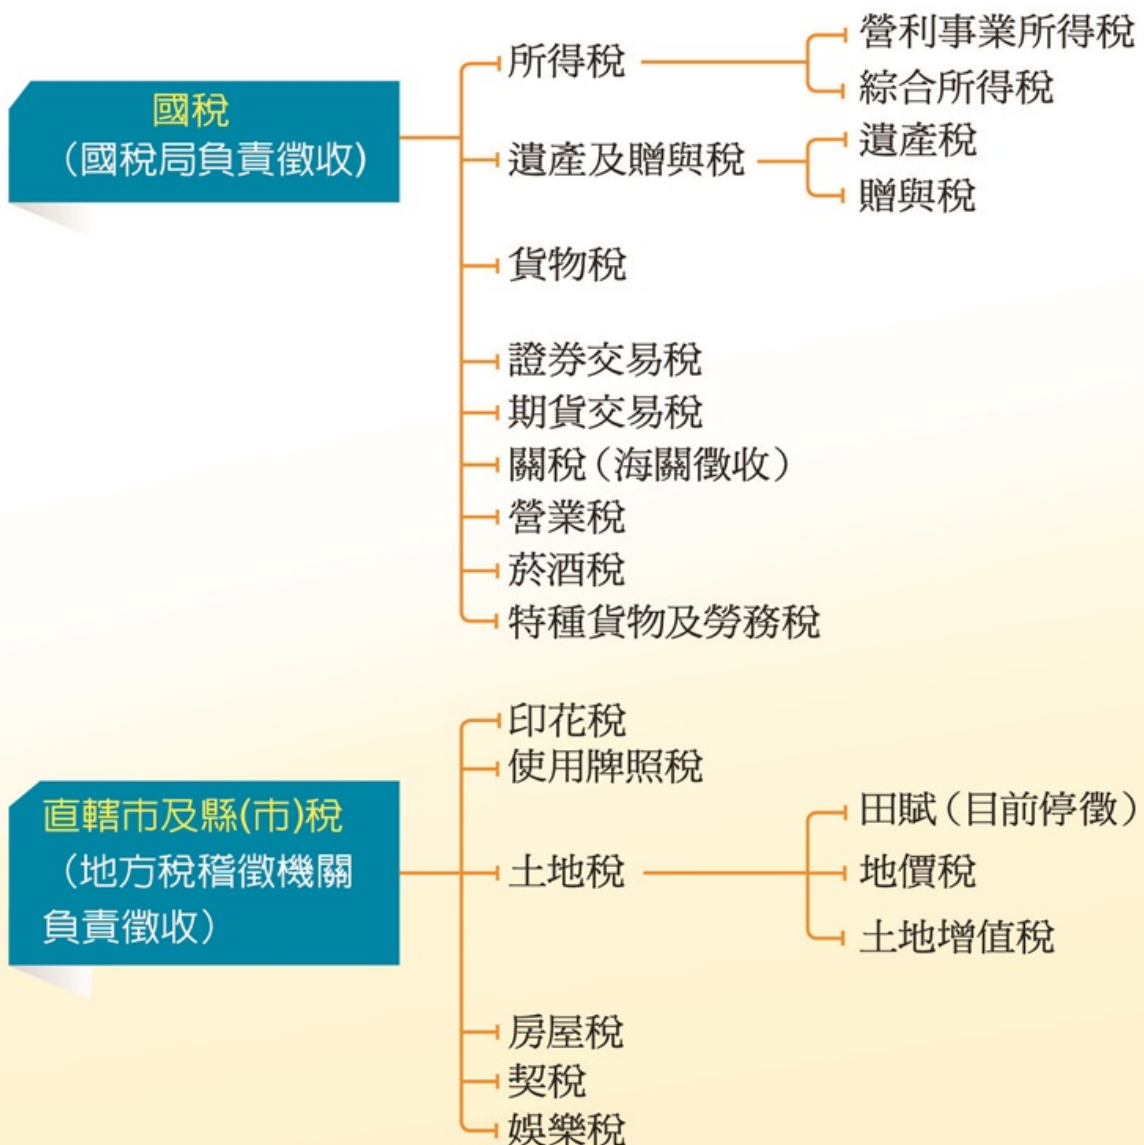 國稅
（國稅局負責徵收)
所得稅
營利事業所得稅
綜合所得稅
遺產及贈與稅
遺產稅
贈與稅
貨物稅
證券交易稅
期貨交易稅
關稅（海關徵收）
營業稅
菸酒稅
特種貨物及勞務稅
直轄市及縣(市)稅
（地方稅稽徵機關
負責徵收）
印花稅
使用牌照稅
土地稅
田賦（目前停徵）
地價稅
土地增值稅
房屋稅
契稅
娛樂稅